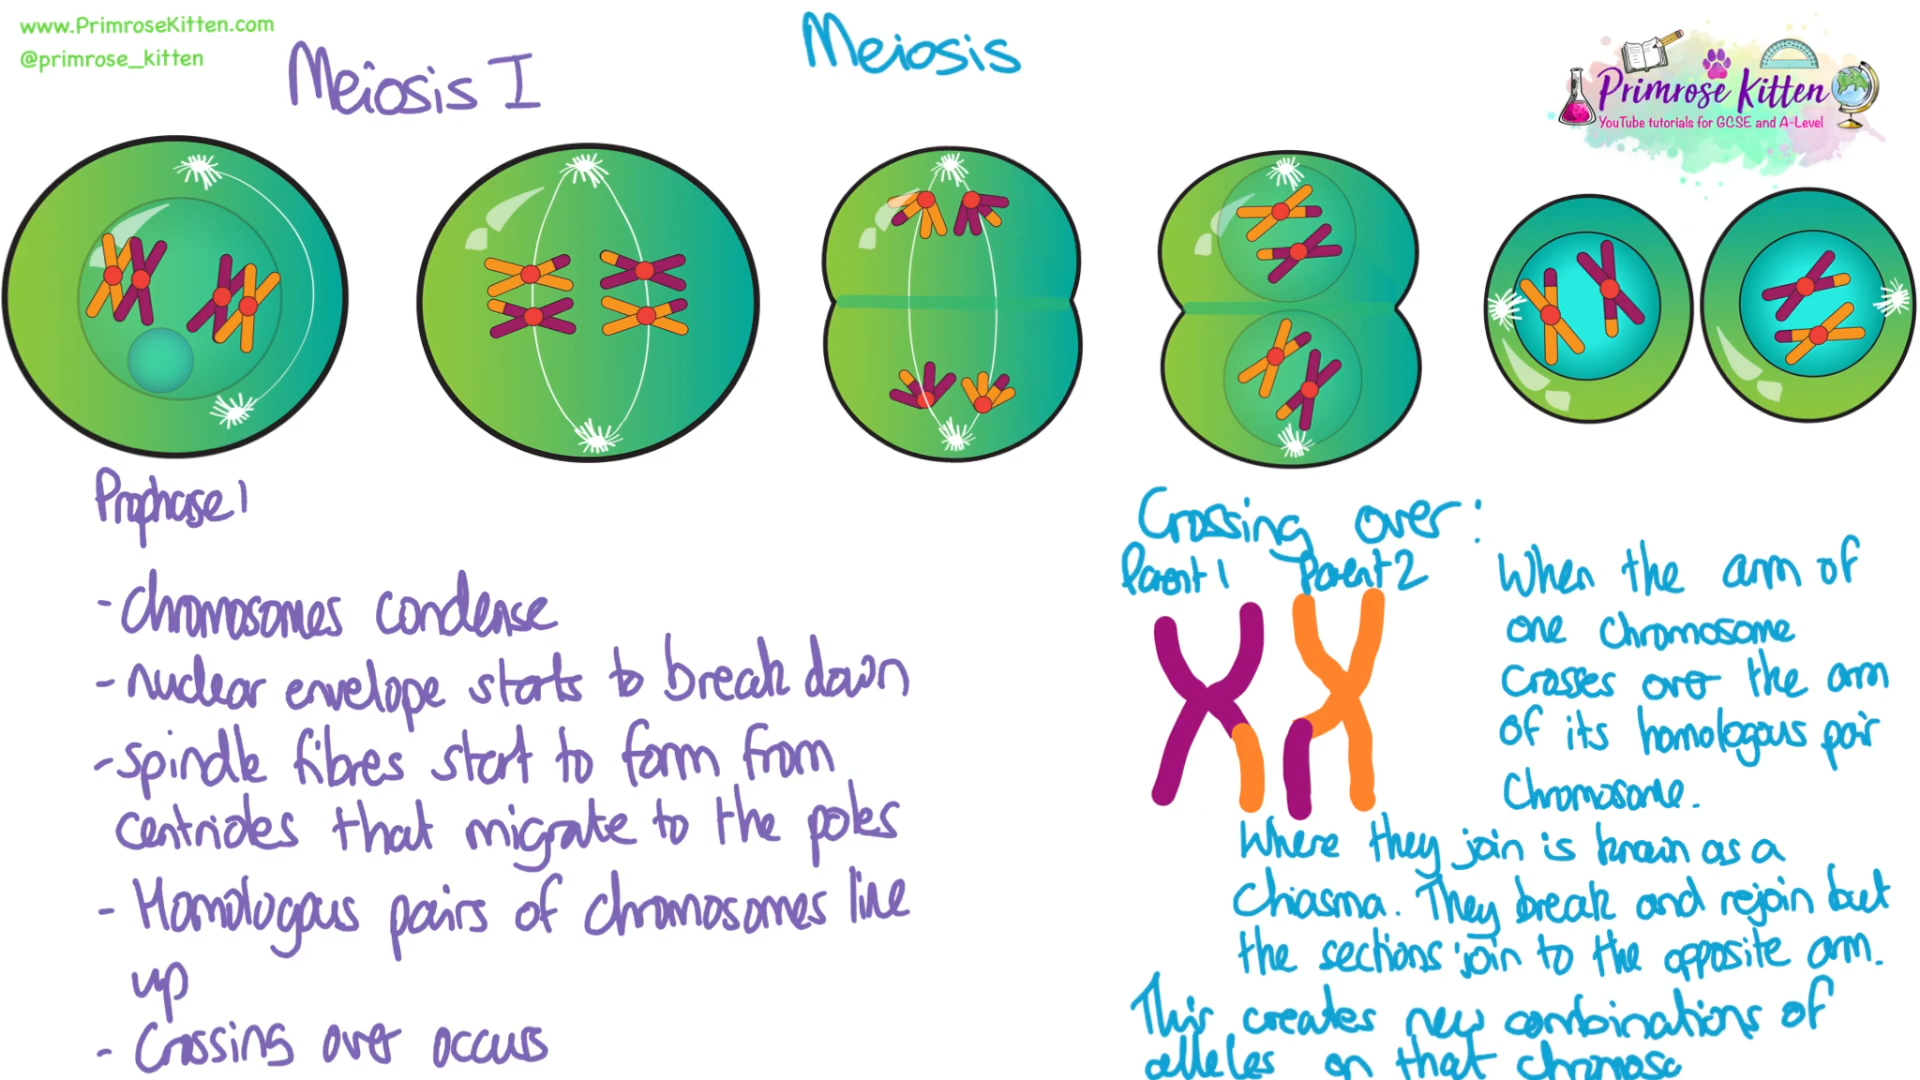 www.PrimroseKitten.com
@primrose_kitten
Meiosis I
Meiosis
Primrose Kitten
YouTube tutorials for GCSE and A-Level
Prophase 1
- chromosomes condense
- nuclear envelope starts to break down
- spindle fibres start to form from
centrioles that migrate to the poles
- Homologous pairs of chromosomes line
up
- Crossing over occurs
Crossing over:
Parent 1 Parent 2
When the arm of
one chromosome
crosses over the arm
of its homologous pair
chromosome.
Where they join is known as a
chiasma. They break and rejoin but
the sections join to the opposite arm.
This creates new combinations of
alleles on that chromoso